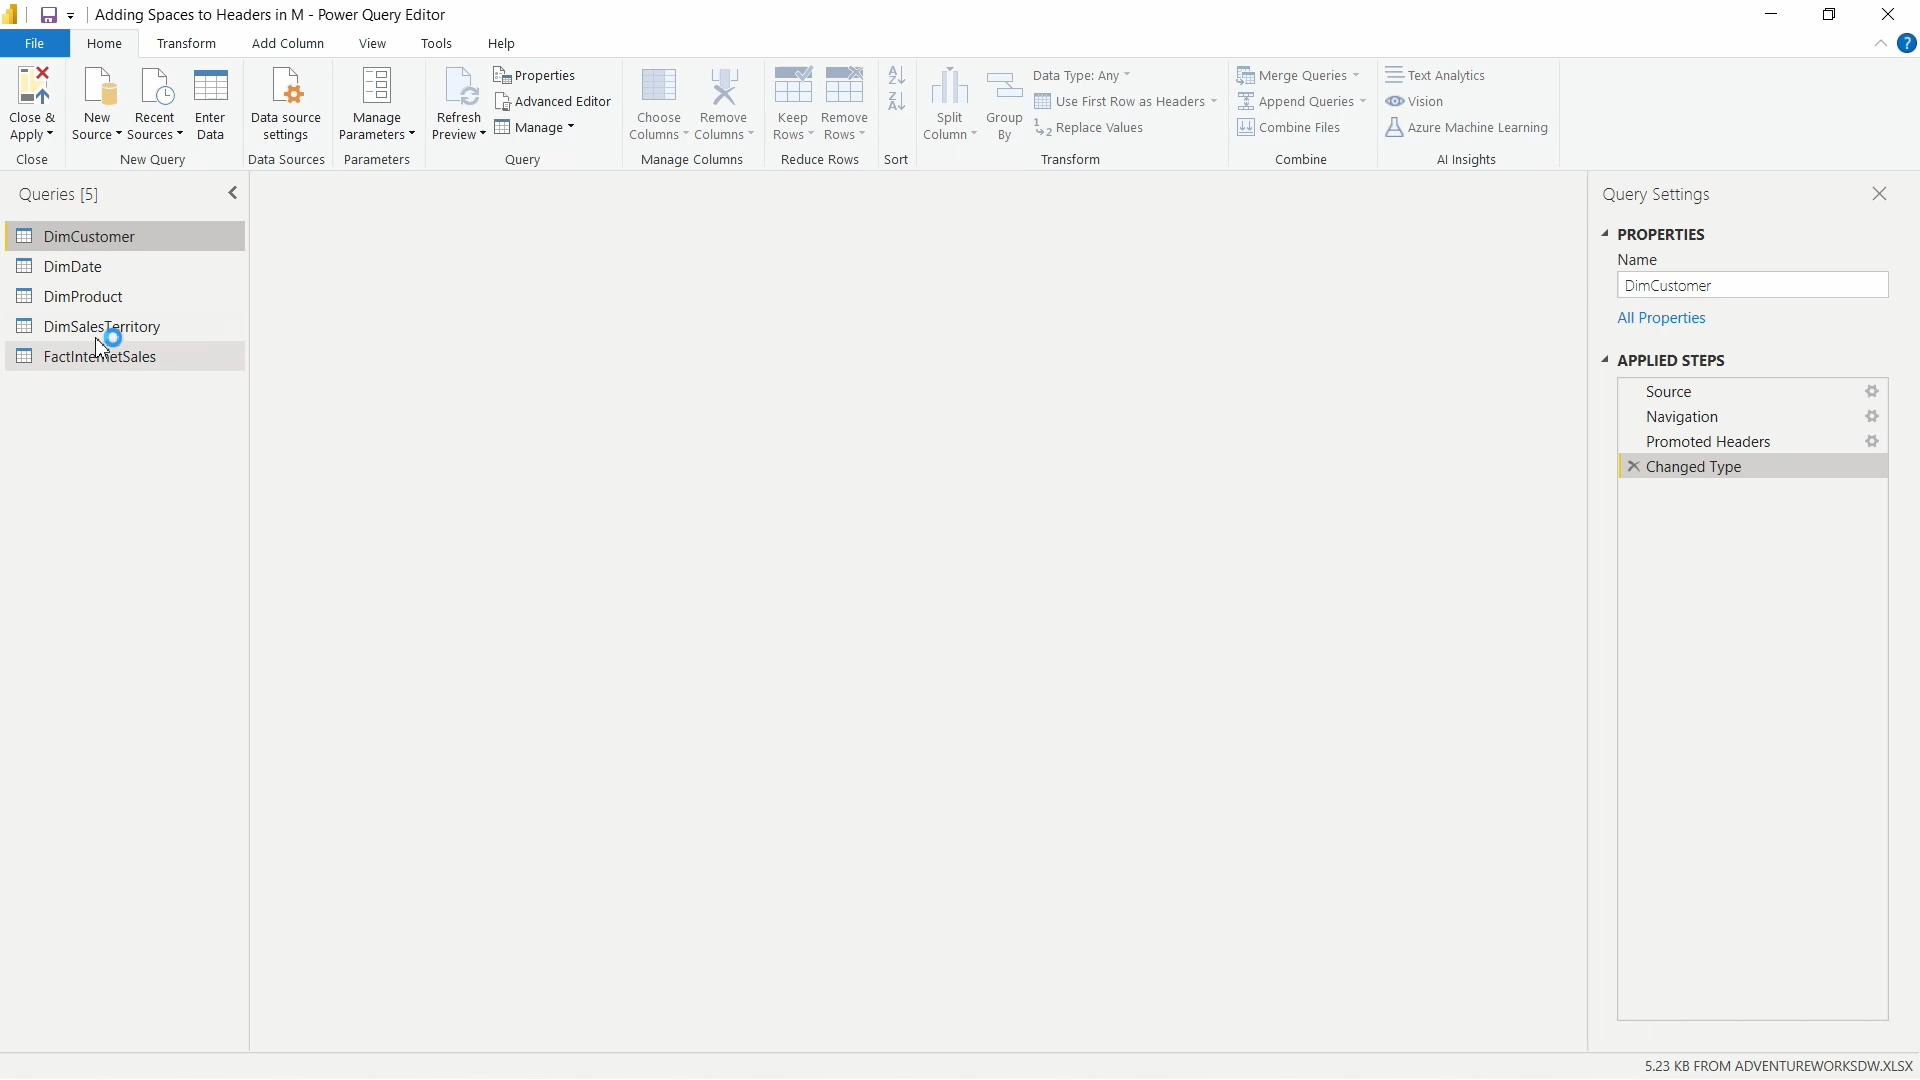 Adding Spaces to Headers in M - Power Query Editor
File Home Transform Add Column View Tools Help
Close & Apply
Close
New Source
Recent Sources
Enter Data
New Query
Data source settings
Data Sources
Manage Parameters
Parameters
Refresh Preview
Properties
Advanced Editor
Manage
Query
Choose Columns
Remove Columns
Manage Columns
Keep Rows
Remove Rows
Reduce Rows
Sort
Split Column
Group By
Data Type: Any
Use First Row as Headers
Replace Values
Transform
Merge Queries
Append Queries
Combine Files
Combine
Text Analytics
Vision
Azure Machine Learning
AI Insights
Queries [5]
DimCustomer
DimDate
DimProduct
DimSalesTerritory
FactInternetSales
Query Settings
PROPERTIES
Name
DimCustomer
All Properties
APPLIED STEPS
Source
Navigation
Promoted Headers
Changed Type
5.23 KB FROM ADVENTUREWORKSDW.XLSX